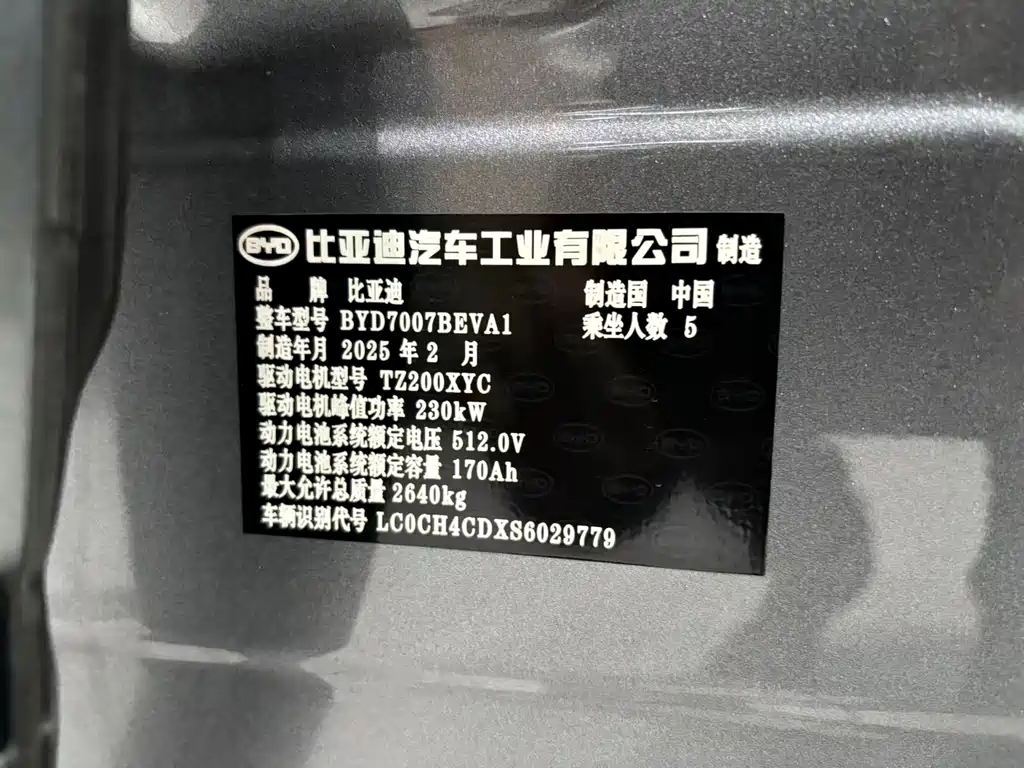 BYD 比亚迪汽车工业有限公司 制造
品 牌 比亚迪 制造国 中国
整车型号 BYD7007BEVA1 乘坐人数 5
制造年月 2025 年 2 月
驱动电机型号 TZ200XYC
驱动电机峰值功率 230kW
动力电池系统额定电压 512.0V
动力电池系统额定容量 170Ah
最大允许总质量 2640kg
车辆识别代号 LC0CH4CDXS6029779